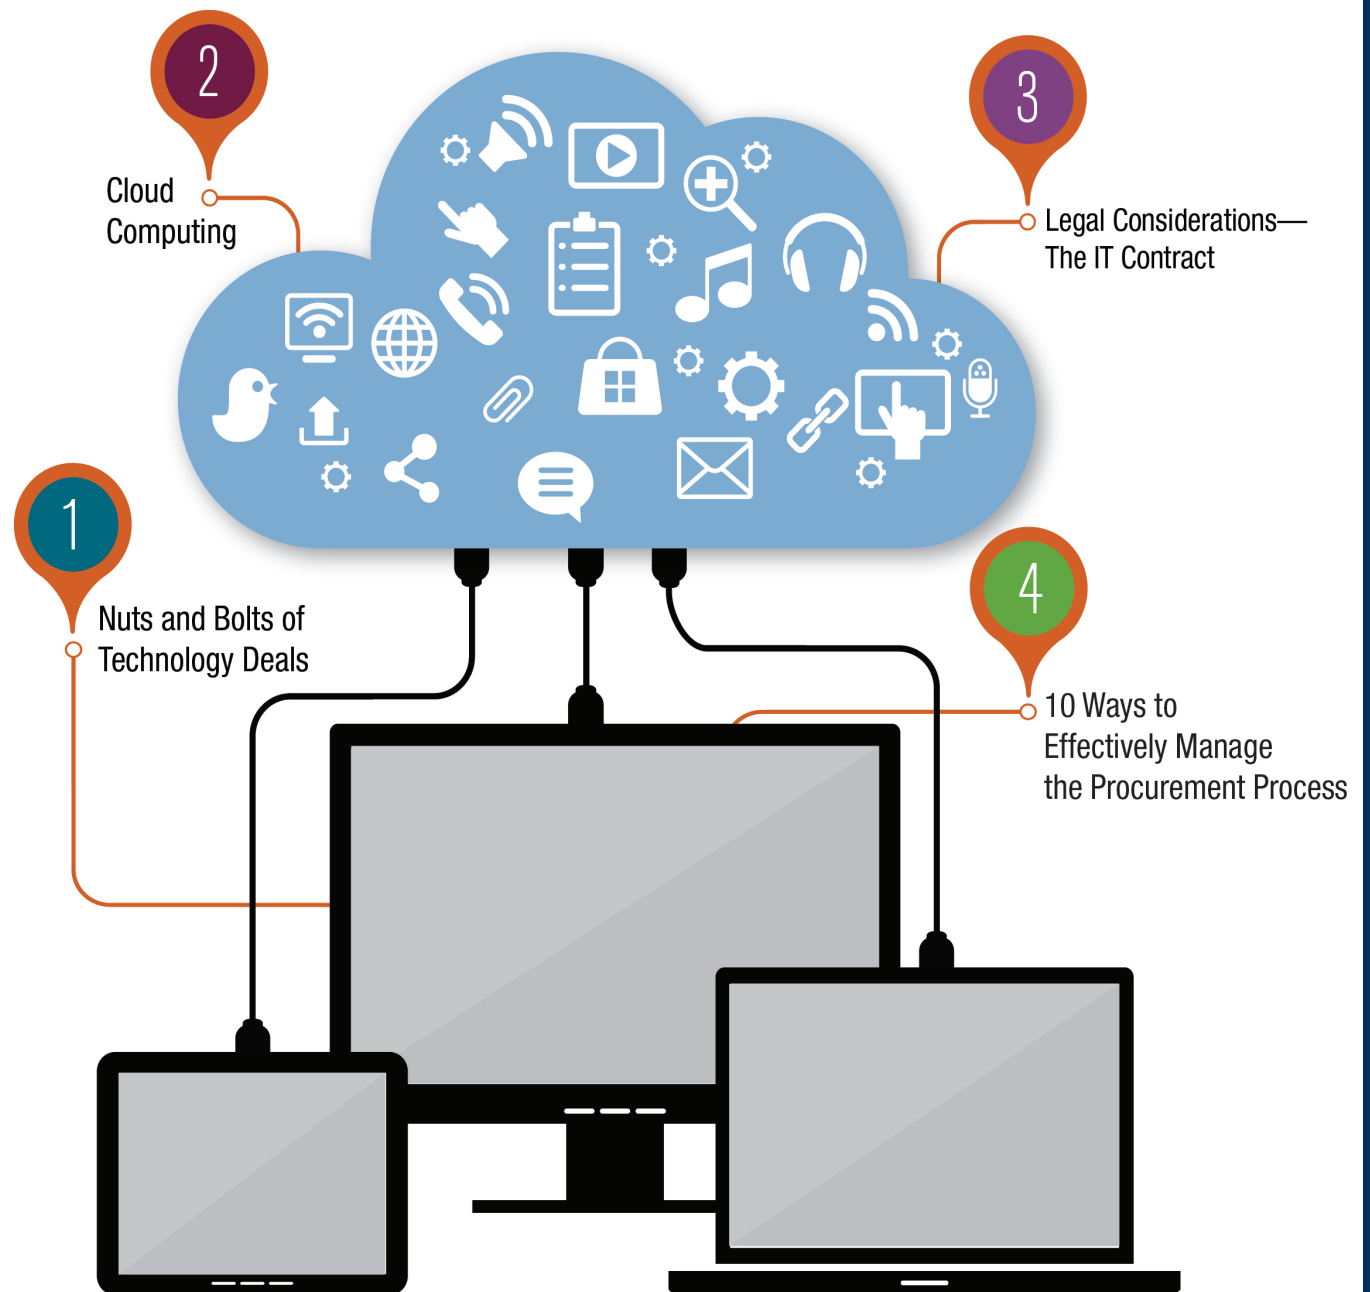 2
Cloud
Computing
3
Legal Considerations—
The IT Contract
1
Nuts and Bolts of
Technology Deals
4
10 Ways to
Effectively Manage
the Procurement Process